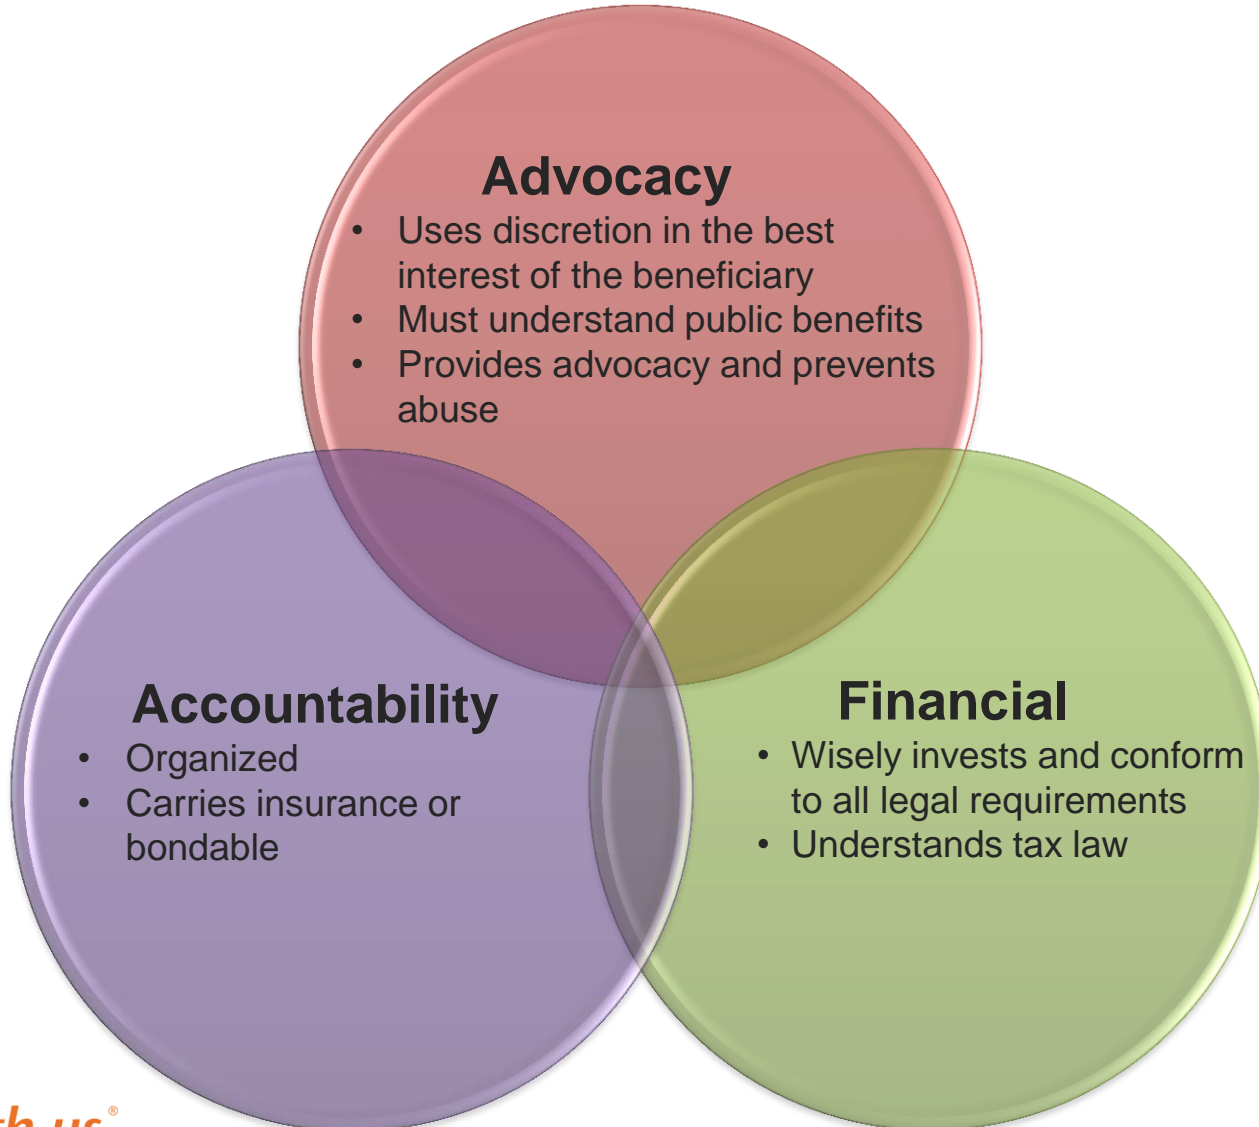 Advocacy
• Uses discretion in the best
interest of the beneficiary
• Must understand public benefits
• Provides advocacy and prevents
abuse
Accountability
• Organized
• Carries insurance or
bondable
Financial
• Wisely invests and conform
to all legal requirements
• Understands tax law
us®